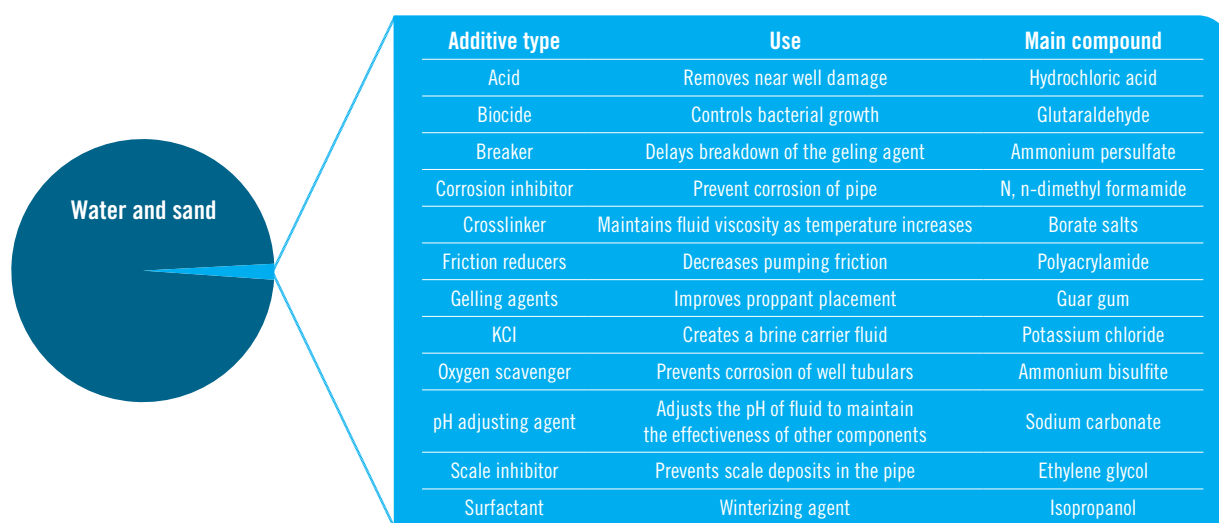 Water and sand
Additive type Use Main compound
Acid Removes near well damage Hydrochloric acid
Biocide Controls bacterial growth Glutaraldehyde
Breaker Delays breakdown of the geling agent Ammonium persulfate
Corrosion inhibitor Prevent corrosion of pipe N, n-dimethyl formamide
Crosslinker Maintains fluid viscosity as temperature increases Borate salts
Friction reducers Decreases pumping friction Polyacrylamide
Gelling agents Improves proppant placement Guar gum
KCl Creates a brine carrier fluid Potassium chloride
Oxygen scavenger Prevents corrosion of well tubulars Ammonium bisulfite
pH adjusting agent Adjusts the pH of fluid to maintain
the effectiveness of other components Sodium carbonate
Scale inhibitor Prevents scale deposits in the pipe Ethylene glycol
Surfactant Winterizing agent Isopropanol